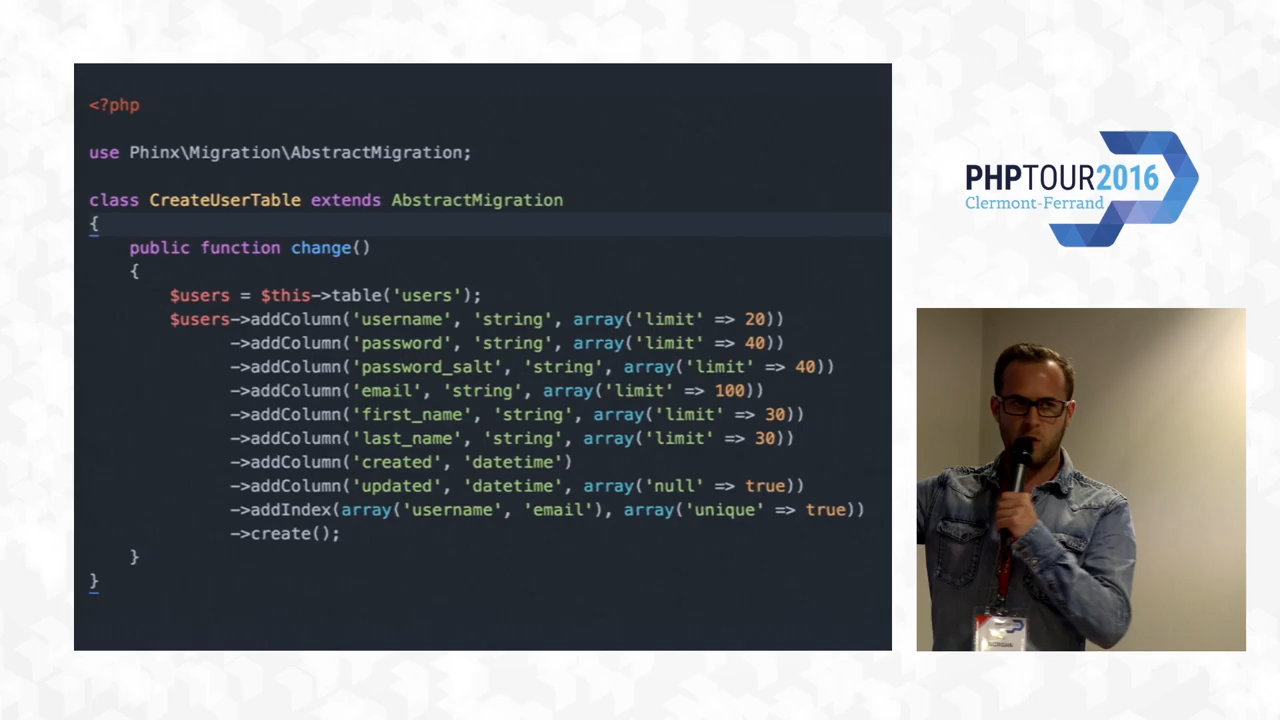 <?php
use Phinx\Migration\AbstractMigration;
class CreateUserTable extends AbstractMigration
{
    public function change()
    {
        $users = $this->table('users');
        $users->addColumn('username', 'string', array('limit' => 20))
              ->addColumn('password', 'string', array('limit' => 40))
              ->addColumn('password_salt', 'string', array('limit' => 40))
              ->addColumn('email', 'string', array('limit' => 100))
              ->addColumn('first_name', 'string', array('limit' => 30))
              ->addColumn('last_name', 'string', array('limit' => 30))
              ->addColumn('created', 'datetime')
              ->addColumn('updated', 'datetime', array('null' => true))
              ->addIndex(array('username', 'email'), array('unique' => true))
              ->create();
    }
}
PHPTOUR2016
Clermont-Ferrand